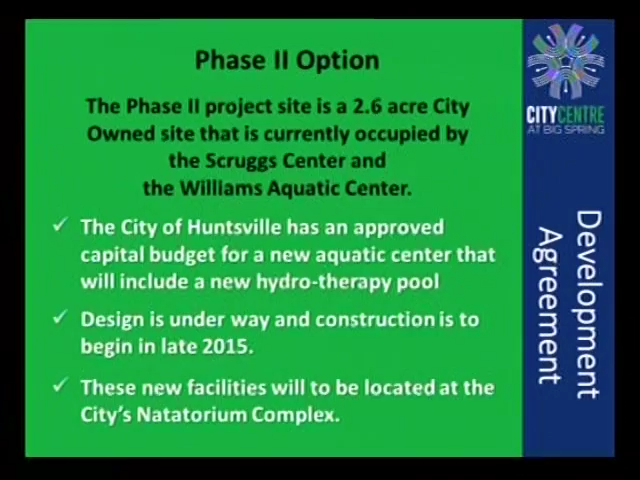 Phase II Option
The Phase II project site is a 2.6 acre City
Owned site that is currently occupied by
the Scruggs Center and
the Williams Aquatic Center.
✓ The City of Huntsville has an approved
capital budget for a new aquatic center that
will include a new hydro-therapy pool
✓ Design is under way and construction is to
begin in late 2015.
✓ These new facilities will to be located at the
City's Natatorium Complex.
CITYCENTRE
AT BIG SPRING
Development
Agreement